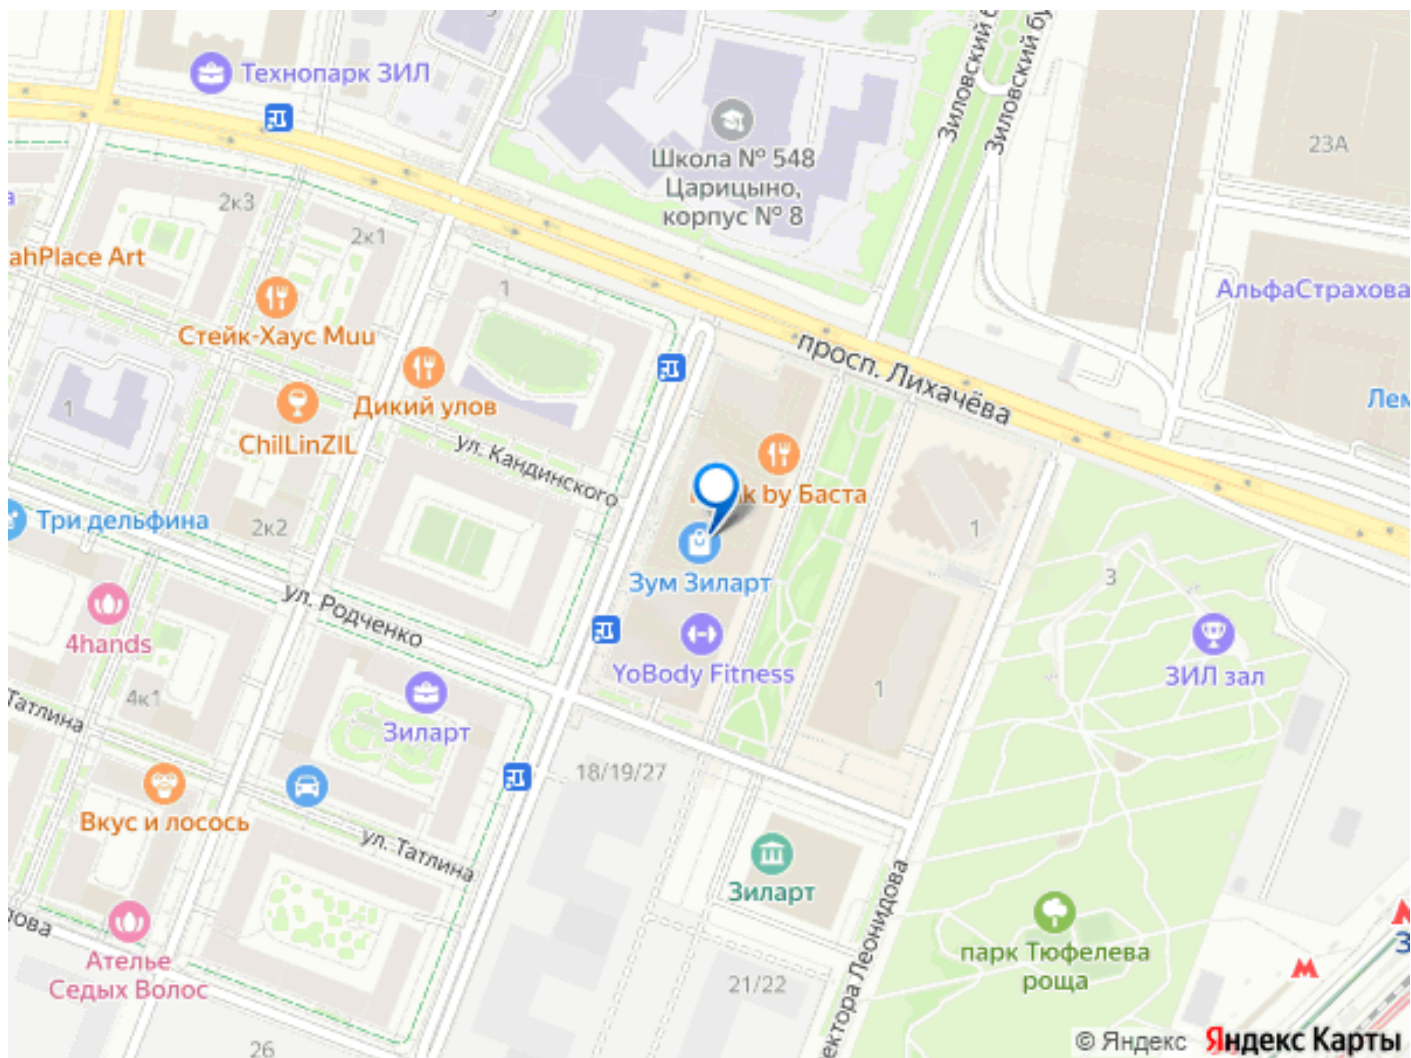 Технопарк ЗИЛ
Школа № 548
Царицыно,
корпус № 8
Зиловский б
Зиловский бу
23А
2к3
2к1
ahPlace Art
1
АльфаСтрахова
Стейк-Хаус Muu
просп. Лихачёва
Дикий улов
Лем
1
ChilLinZIL
ул. Кандинского
k by Баста
Три дельфина
2к2
1
Зум Зиларт
3
ул. Родченко
4hands
YoBody Fitness
ЗИЛ зал
4к1
1
Татлина
Зиларт
18/19/27
Вкус и лосось
ул. Татлина
Зиларт
лова
ектора Леонидова
парк Тюфелева
роща
Ателье
Седых Волос
21/22
З
26
© Яндекс Яндекс Карты